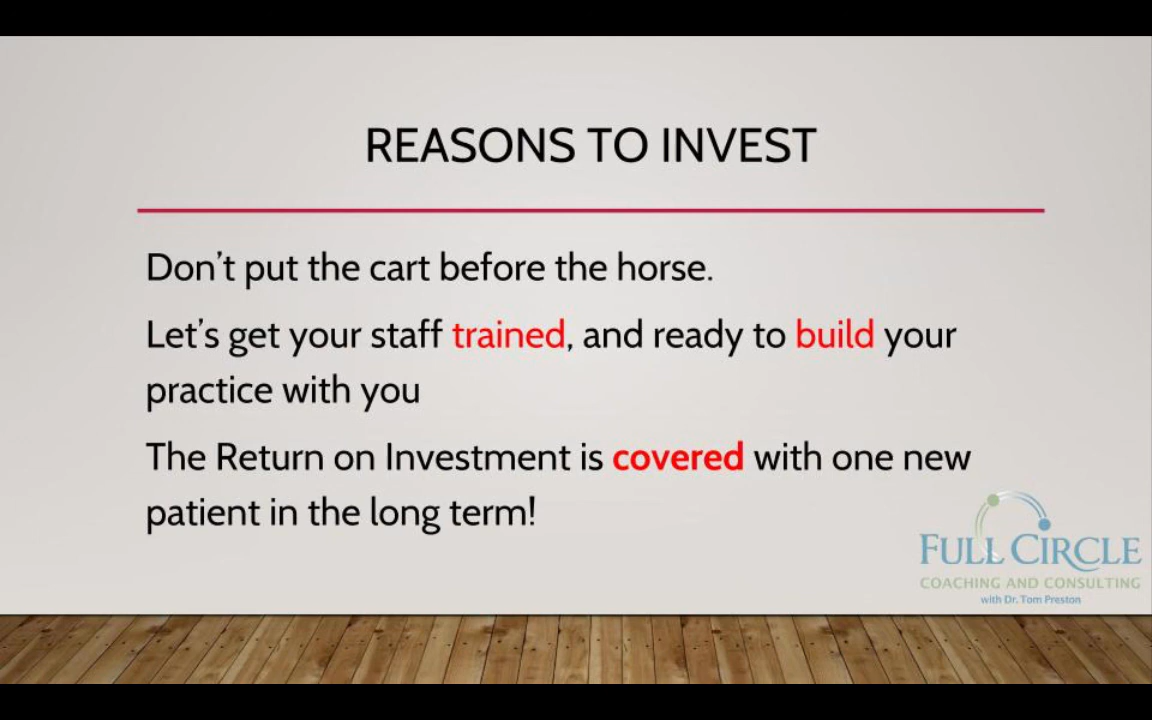 REASONS TO INVEST
Don’t put the cart before the horse.
Let’s get your staff trained, and ready to build your
practice with you
The Return on Investment is covered with one new
patient in the long term!
FULL CIRCLE
COACHING AND CONSULTING
with Dr. Tom Preston